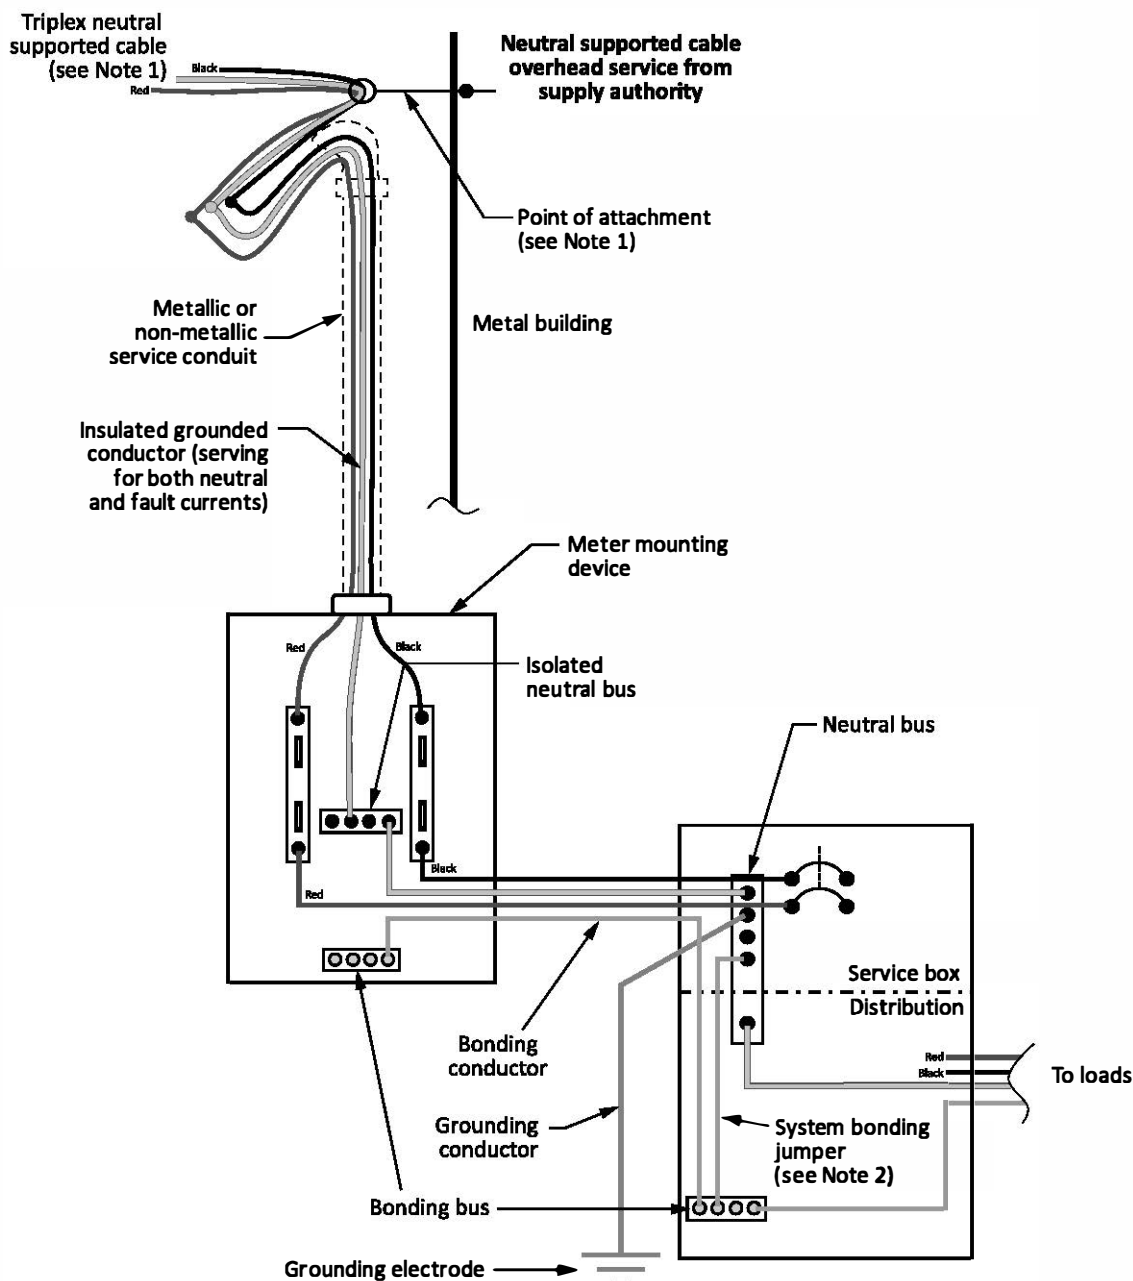 Triplex neutral
supported cable
(see Note 1)
Black
Red
Neutral supported cable
overhead service from
supply authority
Point of attachment
(see Note 1)
Metallic or
non-metallic
service conduit
Metal building
Insulated grounded
conductor (serving
for both neutral
and fault currents)
Meter mounting
device
Red
Black
Isolated
neutral bus
Neutral bus
Black
Red
Service box
Distribution
Bonding
conductor
Red
Black
To loads
Grounding
conductor
System bonding
jumper
(see Note 2)
Bonding bus
Grounding electrode